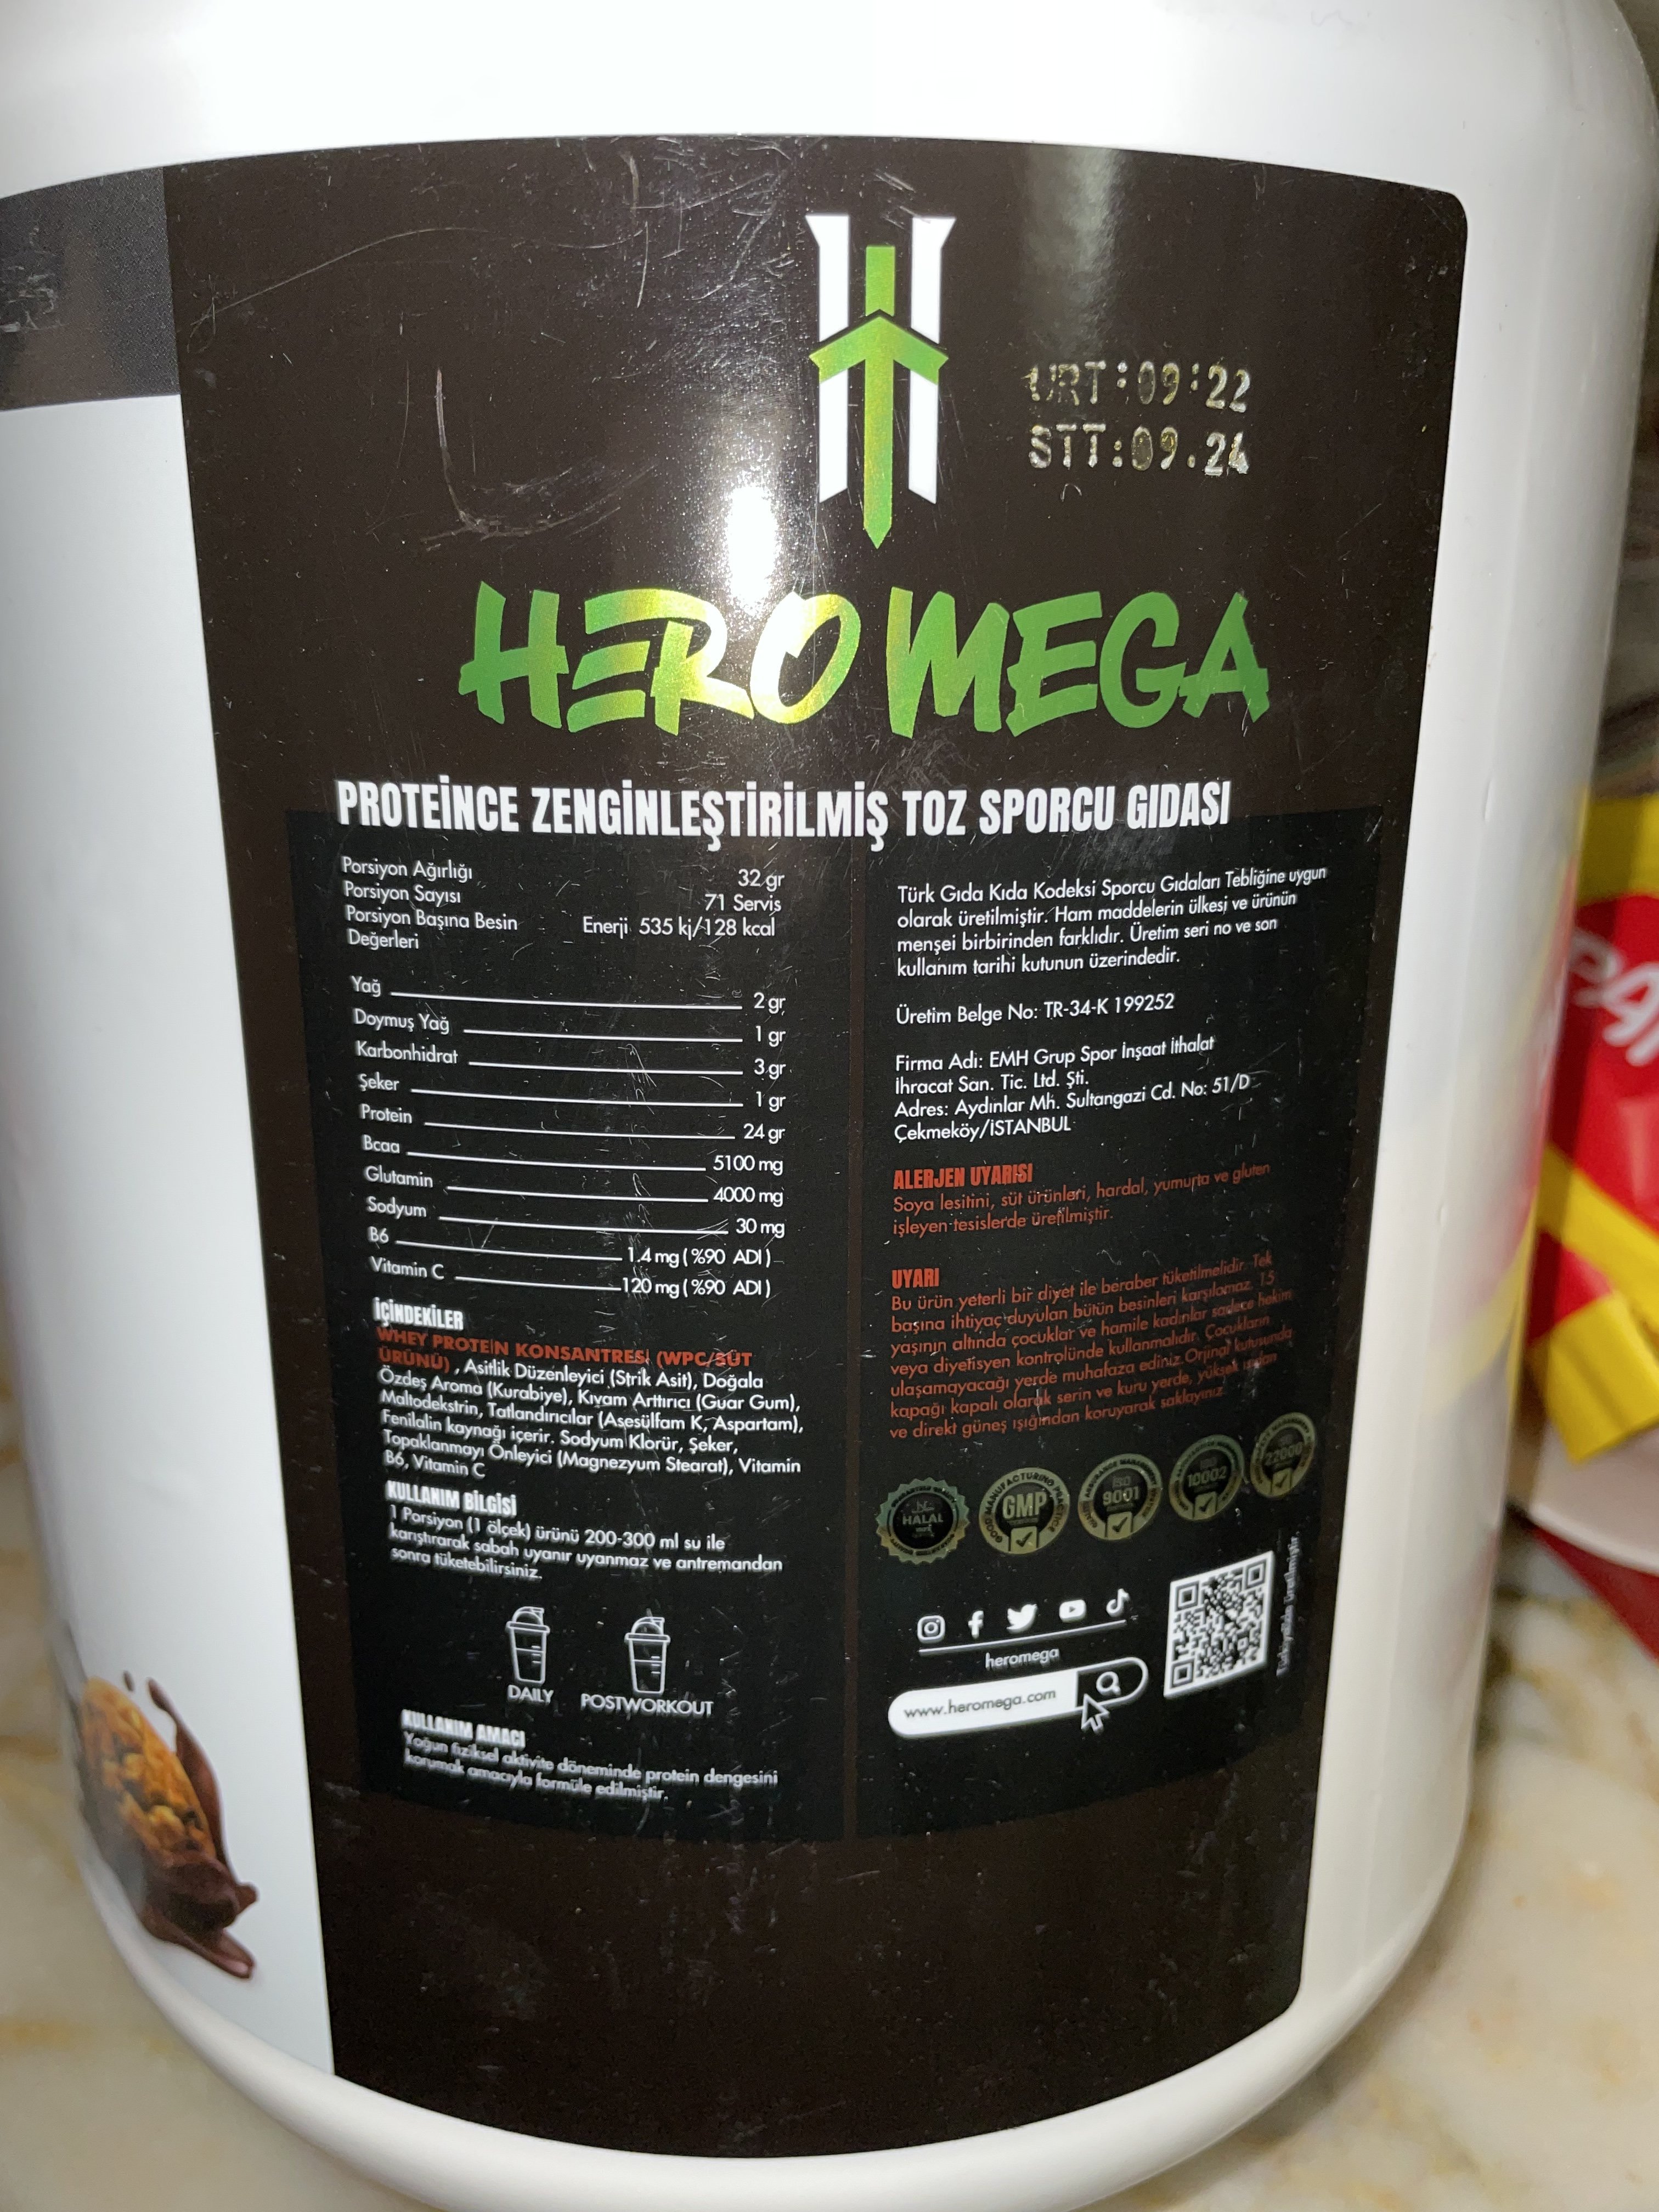 URT:09:22
STT:09.24
HERO MEGA
PROTEİNCE ZENGİNLEŞTİRİLMİŞ TOZ SPORCU GIDASI
Porsiyon Ağırlığı 32 gr
Porsiyon Sayısı 71 Servis
Porsiyon Başına Besin Enerji 535 kj/128 kcal
Değerleri
Yağ 2 gr
Doymuş Yağ 1 gr
Karbonhidrat 3 gr
Şeker 1 gr
Protein 24 gr
Bcaa 5100 mg
Glutamin 4000 mg
Sodyum 30 mg
B6 1.4 mg (%90 ADI)
Vitamin C 120 mg (%90 ADI)
İÇİNDEKİLER
WHEY PROTEİN KONSANTRESİ (WPC/SÜT
ÜRÜNÜ), Asitlik Düzenleyici (Strik Asit), Doğala
Özdeş Aroma (Kurabiye), Kıvam Arttırıcı (Guar Gum),
Maltodekstrin, Tatlandırıcılar (Asesülfam K, Aspartam),
Fenilalin kaynağı içerir. Sodyum Klorür, Şeker,
Topaklanmayı Önleyici (Magnezyum Stearat), Vitamin
B6, Vitamin C
KULLANIM BİLGİSİ
1 Porsiyon (1 ölçek) ürünü 200-300 ml su ile
karıştırarak sabah uyanır uyanmaz ve antremandan
sonra tüketebilirsiniz.
DAILY
POSTWORKOUT
KULLANIM AMACI
Yoğun fiziksel aktivite döneminde protein dengesini
korumak amacıyla formüle edilmiştir.
Türk Gıda Kıda Kodeksi Sporcu Gıdaları Tebliğine uygun
olarak üretilmiştir. Ham maddelerin ülkesi ve ürünün
menşei birbirinden farklıdır. Üretim seri no ve son
kullanım tarihi kutunun üzerindedir.
Üretim Belge No: TR-34-K 199252
Firma Adı: EMH Grup Spor İnşaat İthalat
İhracat San. Tic. Ltd. Şti.
Adres: Aydınlar Mh. Sultangazi Cd. No: 51/D
Çekmeköy/İSTANBUL
ALERJEN UYARISI
Soya lesitini, süt ürünleri, hardal, yumurta ve gluten
işleyen tesislerde üretilmiştir.
UYARI
Bu ürün yeterli bir diyet ile beraber tüketilmelidir. Tek
başına ihtiyaç duyulan bütün besinleri karşılamaz. 15
yaşının altında çocuklar ve hamile kadınlar sadece hekim
veya diyetisyen kontrolünde kullanmalıdır. Çocukların
ulaşamayacağı yerde muhafaza ediniz. Orjinal kutusunda
kapağı kapalı olarak serin ve kuru yerde, yüksek ısıdan
ve direkt güneş ışığından koruyarak saklayınız.
HALAL
GMP
GOOD MANUFACTURING PRACTICE
ISO 9001
ISO 10002
ISO 22000
heromega
www.heromega.com
Türkiye'de Üretilmiştir